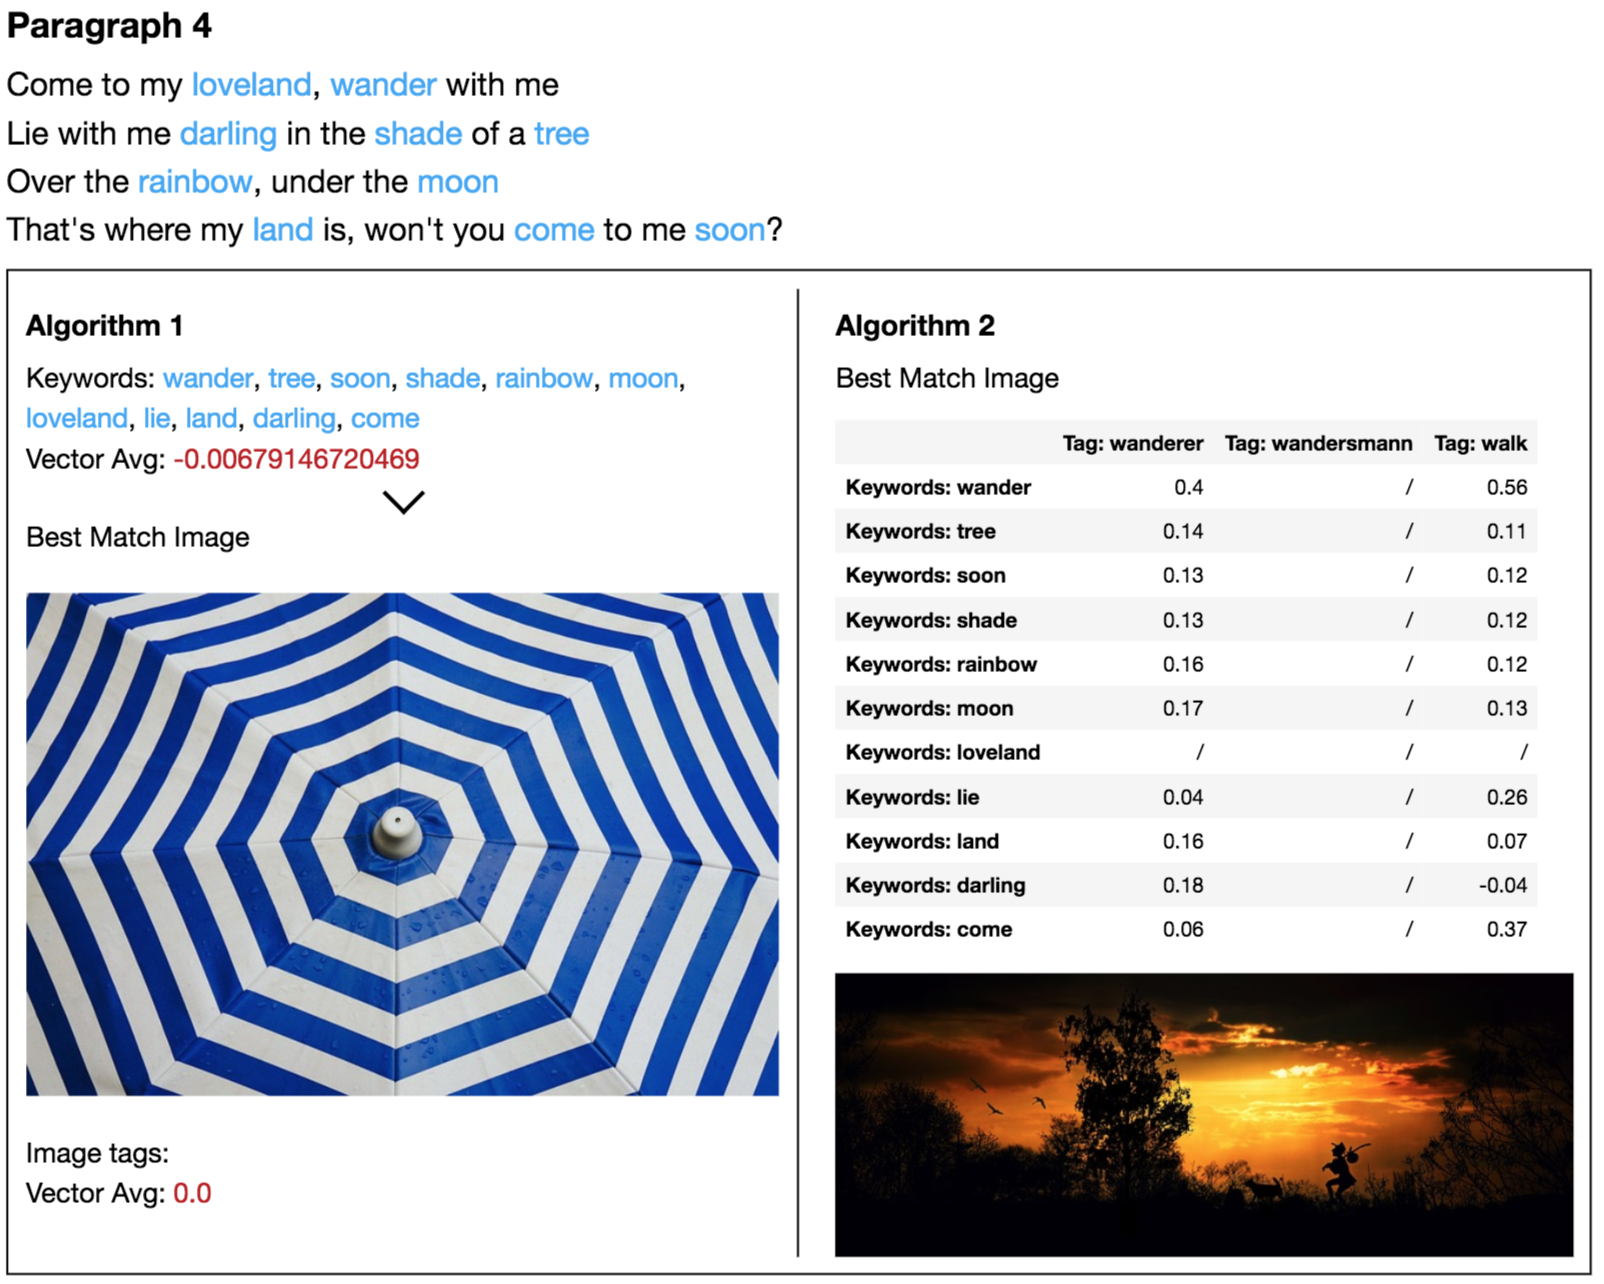 Paragraph 4
Come to my loveland, wander with me
Lie with me darling in the shade of a tree
Over the rainbow, under the moon
That's where my land is, won't you come to me soon?
Algorithm 1
Keywords: wander, tree, soon, shade, rainbow, moon,
loveland, lie, land, darling, come
Vector Avg: -0.00679146720469
Best Match Image
Image tags:
Vector Avg: 0.0
Algorithm 2
Best Match Image
Tag: wanderer Tag: wandersmann Tag: walk
Keywords: wander 0.4 / 0.56
Keywords: tree 0.14 / 0.11
Keywords: soon 0.13 / 0.12
Keywords: shade 0.13 / 0.12
Keywords: rainbow 0.16 / 0.12
Keywords: moon 0.17 / 0.13
Keywords: loveland / / /
Keywords: lie 0.04 / 0.26
Keywords: land 0.16 / 0.07
Keywords: darling 0.18 / -0.04
Keywords: come 0.06 / 0.37